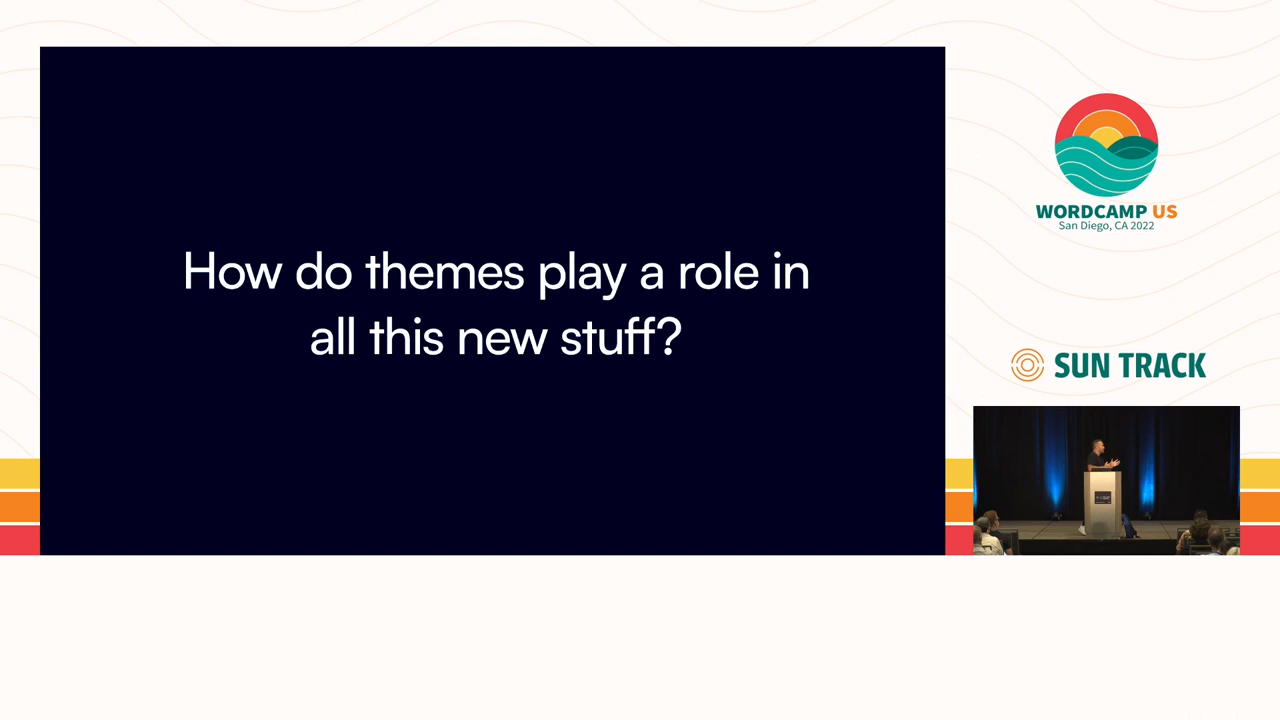 How do themes play a role in
all this new stuff?
WORDCAMP US
San Diego, CA 2022
SUN TRACK